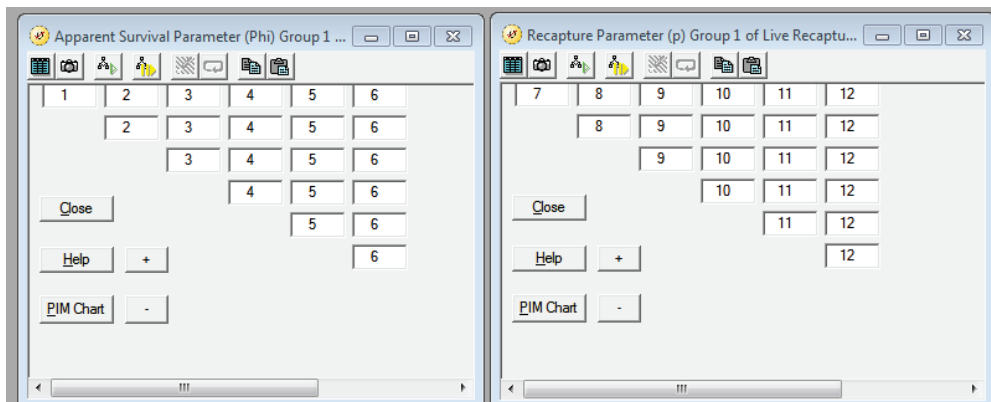 Apparent Survival Parameter (Phi) Group 1 ...
1 2 3 4 5 6
2 3 4 5 6
3 4 5 6
4 5 6
5 6
6
Close
Help +
PIM Chart -
Recapture Parameter (p) Group 1 of Live Recaptu...
7 8 9 10 11 12
8 9 10 11 12
9 10 11 12
10 11 12
11 12
12
Close
Help +
PIM Chart -